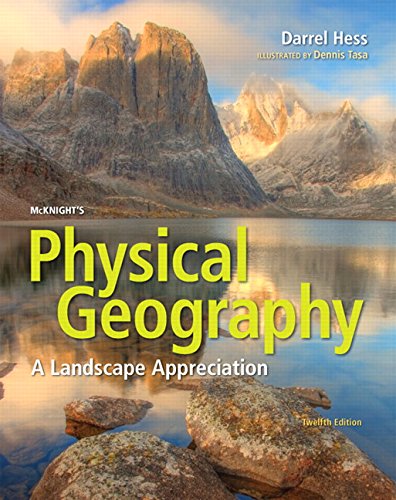 Darrel Hess
ILLUSTRATED BY Dennis Tasa
McKNIGHT'S
Physical
Geography
A Landscape Appreciation
Twelfth Edition